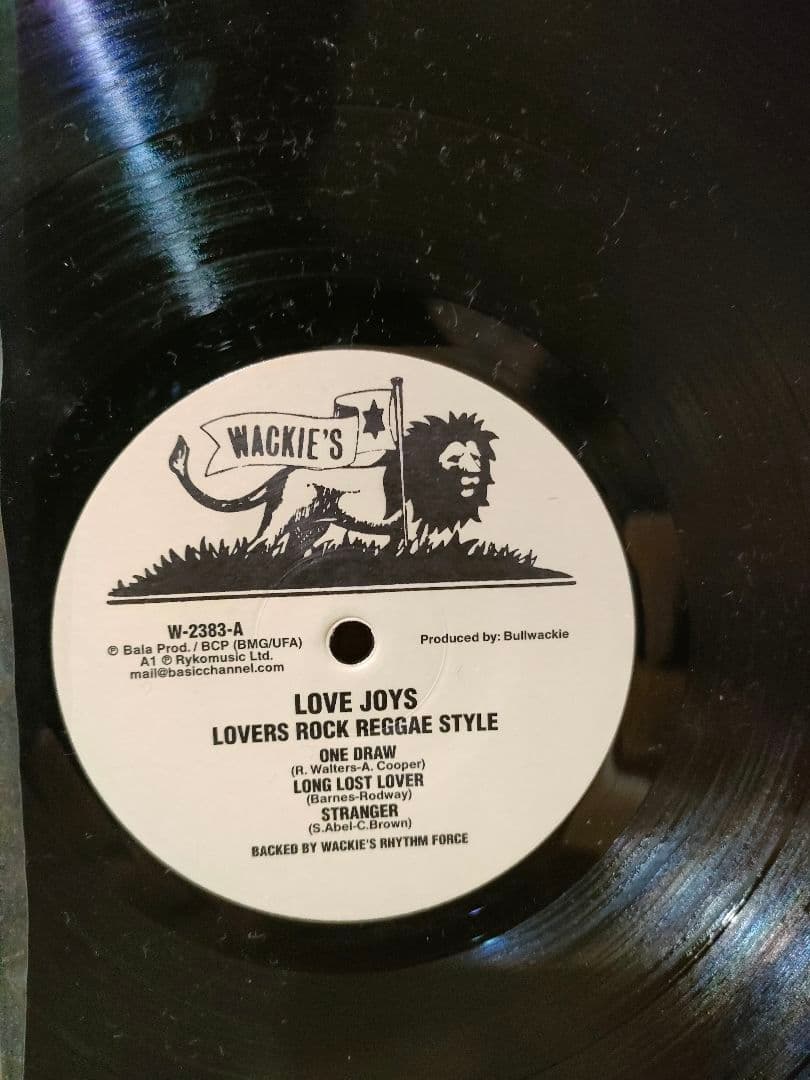 WACKIE'S
W-2383-A
℗ Bala Prod. / BCP (BMG/UFA)
A1 ℗ Rykomusic Ltd.
mail@basicchannel.com
Produced by: Bullwackie
LOVE JOYS
LOVERS ROCK REGGAE STYLE
ONE DRAW
(R. Walters-A. Cooper)
LONG LOST LOVER
(Barnes-Rodway)
STRANGER
(S.Abel-C.Brown)
BACKED BY WACKIE'S RHYTHM FORCE